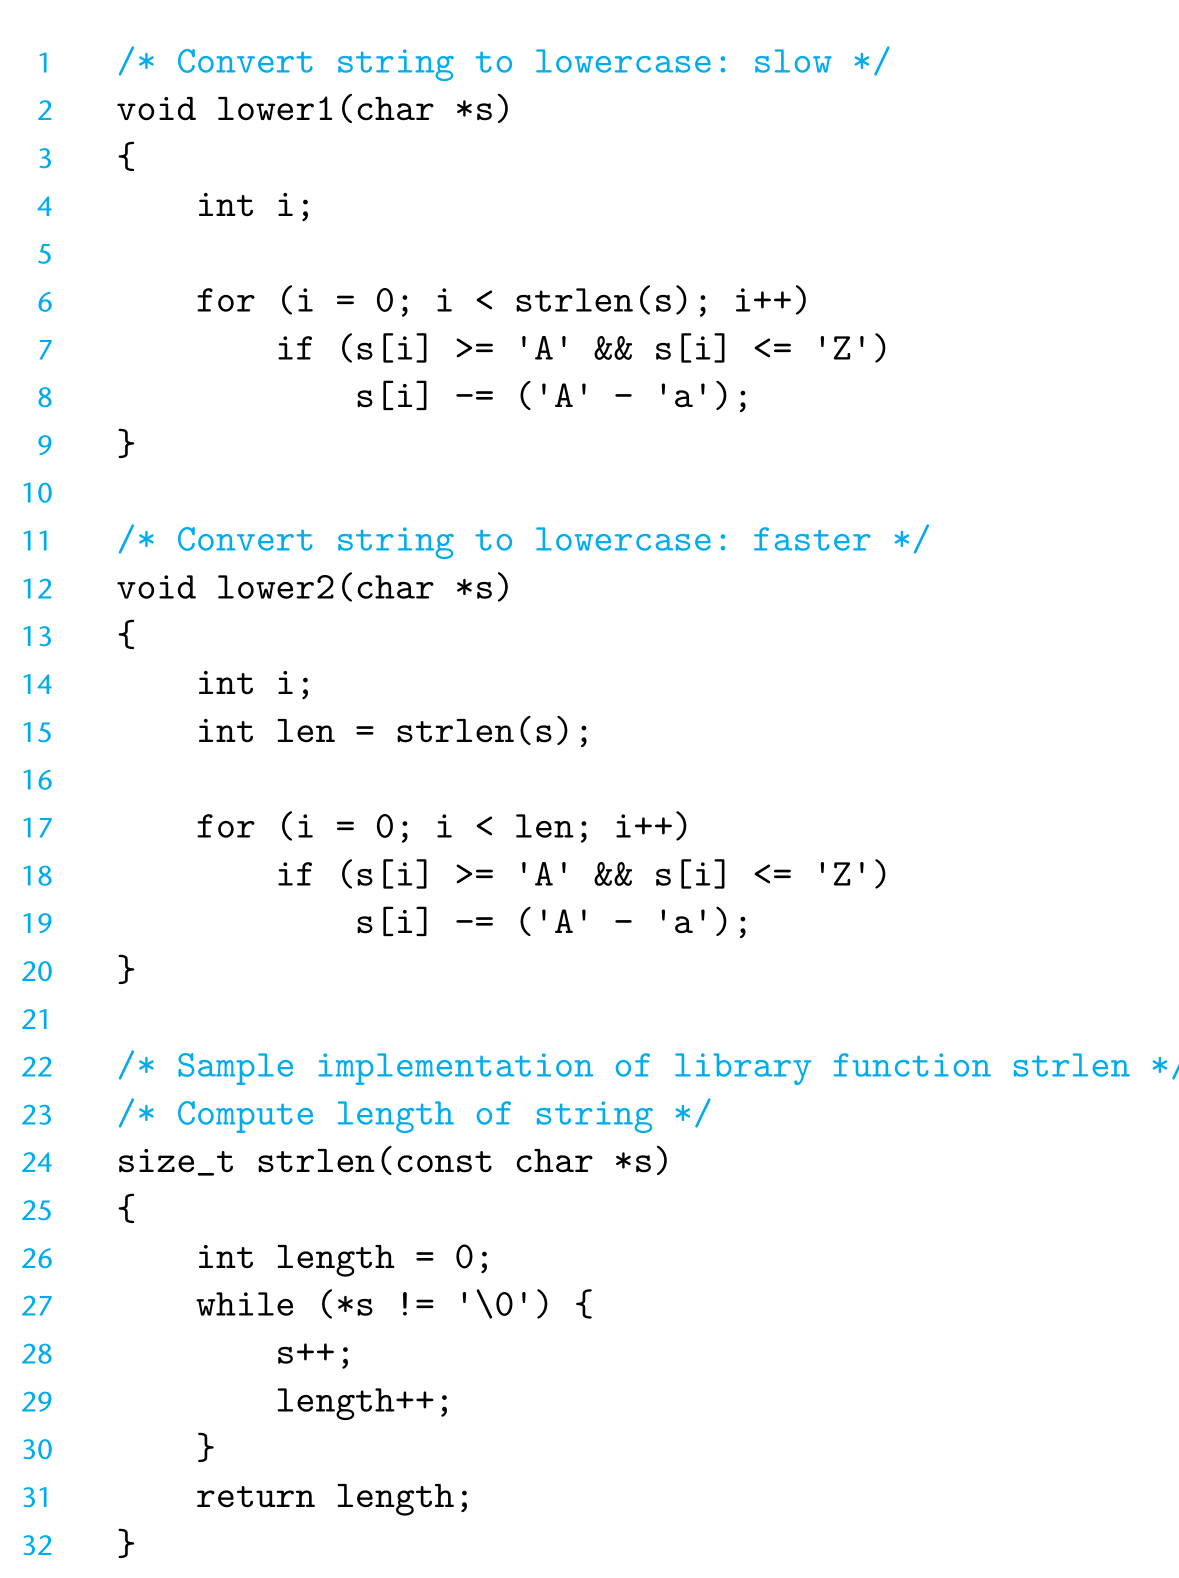 1 /* Convert string to lowercase: slow */
2 void lower1(char *s)
3 {
4     int i;
5
6     for (i = 0; i < strlen(s); i++)
7         if (s[i] >= 'A' && s[i] <= 'Z')
8             s[i] -= ('A' - 'a');
9 }
10
11 /* Convert string to lowercase: faster */
12 void lower2(char *s)
13 {
14     int i;
15     int len = strlen(s);
16
17     for (i = 0; i < len; i++)
18         if (s[i] >= 'A' && s[i] <= 'Z')
19             s[i] -= ('A' - 'a');
20 }
21
22 /* Sample implementation of library function strlen */
23 /* Compute length of string */
24 size_t strlen(const char *s)
25 {
26     int length = 0;
27     while (*s != '\0') {
28         s++;
29         length++;
30     }
31     return length;
32 }